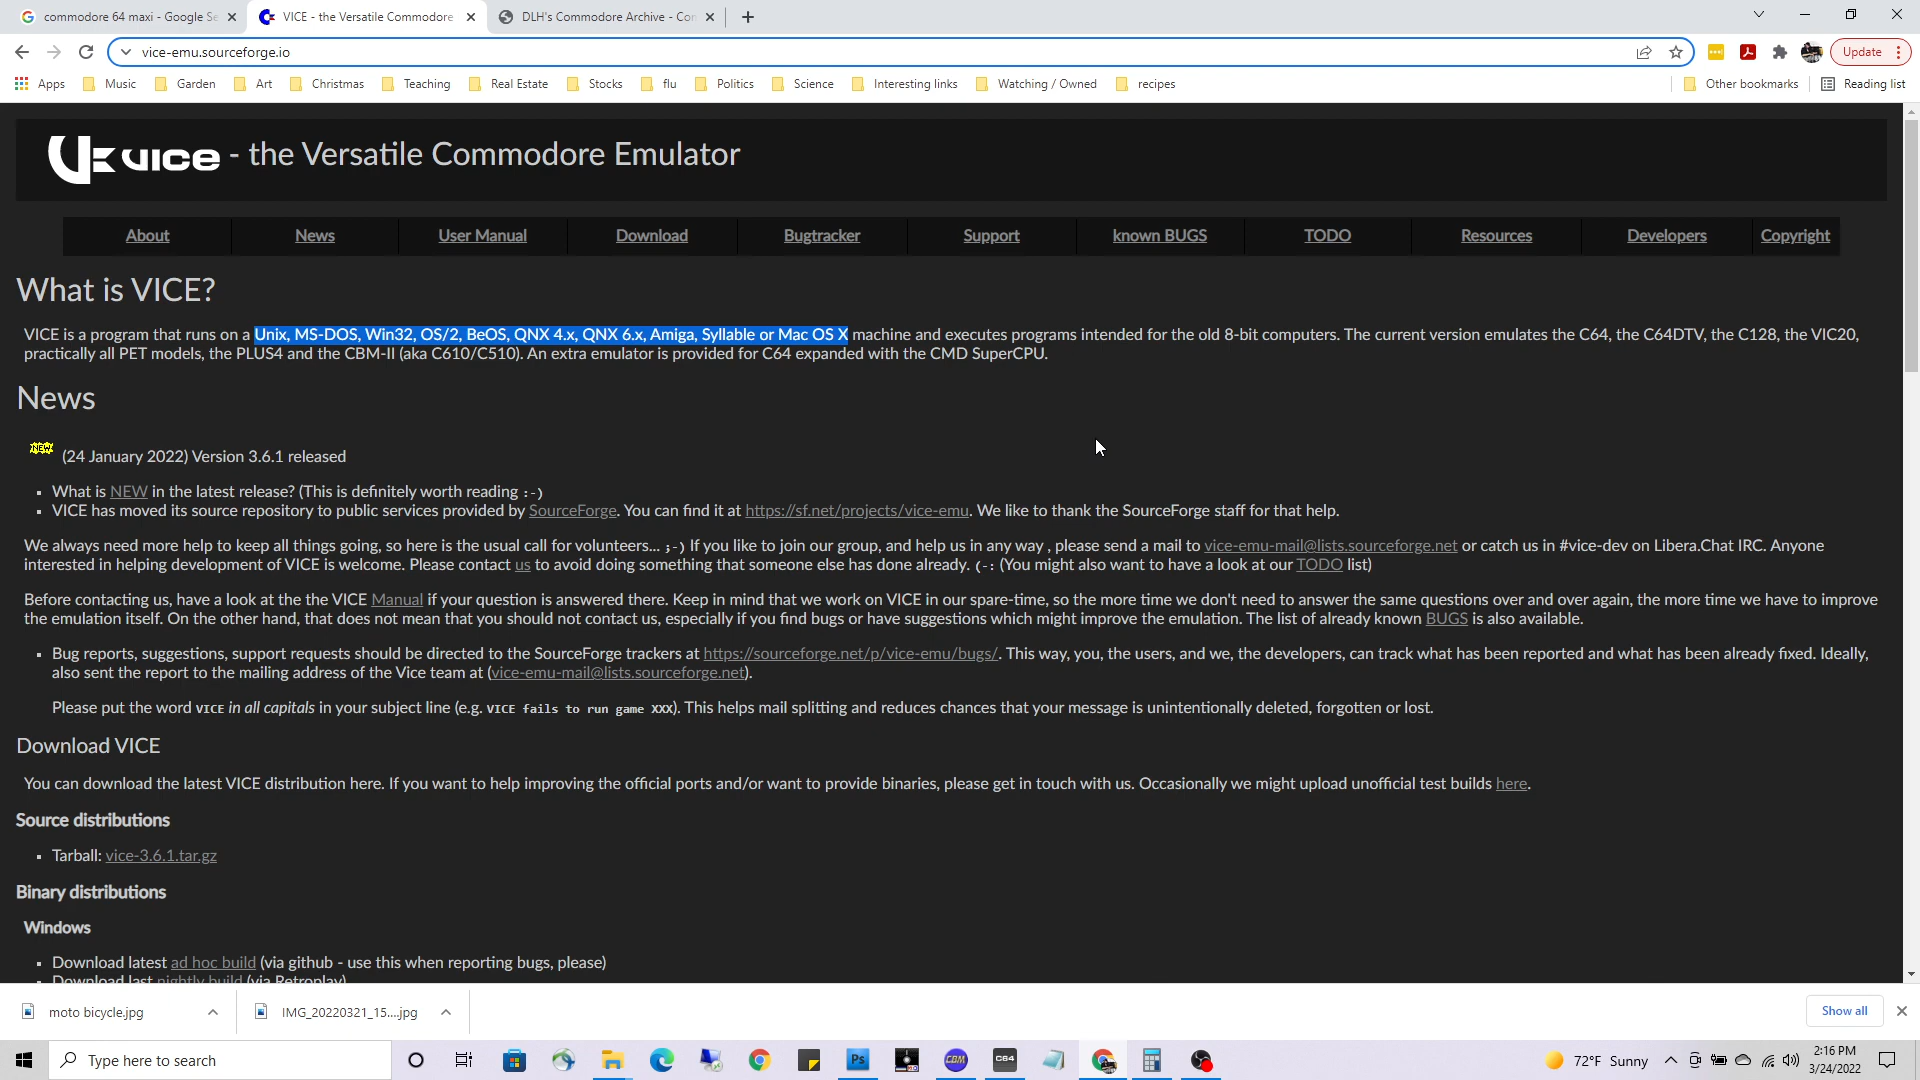 commodore 64 maxi - Google Se
VICE - the Versatile Commodore
DLH's Commodore Archive - Con
vice-emu.sourceforge.io
Update
Apps
Music
Garden
Art
Christmas
Teaching
Real Estate
Stocks
flu
Politics
Science
Interesting links
Watching / Owned
recipes
Other bookmarks
Reading list
VICE - the Versatile Commodore Emulator
About
News
User Manual
Download
Bugtracker
Support
known BUGS
TODO
Resources
Developers
Copyright
What is VICE?
VICE is a program that runs on a Unix, MS-DOS, Win32, OS/2, BeOS, QNX 4.x, QNX 6.x, Amiga, Syllable or Mac OS X machine and executes programs intended for the old 8-bit computers. The current version emulates the C64, the C64DTV, the C128, the VIC20,
practically all PET models, the PLUS4 and the CBM-II (aka C610/C510). An extra emulator is provided for C64 expanded with the CMD SuperCPU.
News
NEW (24 January 2022) Version 3.6.1 released
▪ What is NEW in the latest release? (This is definitely worth reading :-)
▪ VICE has moved its source repository to public services provided by SourceForge. You can find it at https://sf.net/projects/vice-emu. We like to thank the SourceForge staff for that help.
We always need more help to keep all things going, so here is the usual call for volunteers... ;-) If you like to join our group, and help us in any way , please send a mail to vice-emu-mail@lists.sourceforge.net or catch us in #vice-dev on Libera.Chat IRC. Anyone
interested in helping development of VICE is welcome. Please contact us to avoid doing something that someone else has done already. (-: (You might also want to have a look at our TODO list)
Before contacting us, have a look at the the VICE Manual if your question is answered there. Keep in mind that we work on VICE in our spare-time, so the more time we don't need to answer the same questions over and over again, the more time we have to improve
the emulation itself. On the other hand, that does not mean that you should not contact us, especially if you find bugs or have suggestions which might improve the emulation. The list of already known BUGS is also available.
▪ Bug reports, suggestions, support requests should be directed to the SourceForge trackers at https://sourceforge.net/p/vice-emu/bugs/. This way, you, the users, and we, the developers, can track what has been reported and what has been already fixed. Ideally,
also sent the report to the mailing address of the Vice team at (vice-emu-mail@lists.sourceforge.net).
Please put the word VICE in all capitals in your subject line (e.g. VICE fails to run game XXX). This helps mail splitting and reduces chances that your message is unintentionally deleted, forgotten or lost.
Download VICE
You can download the latest VICE distribution here. If you want to help improving the official ports and/or want to provide binaries, please get in touch with us. Occasionally we might upload unofficial test builds here.
Source distributions
▪ Tarball: vice-3.6.1.tar.gz
Binary distributions
Windows
▪ Download latest ad hoc build (via github - use this when reporting bugs, please)
▪ Download last nightly build (via Retroplay)
moto bicycle.jpg
IMG_20220321_15....jpg
Show all
Type here to search
Ps
CBM
C64
72°F Sunny
2:16 PM
3/24/2022